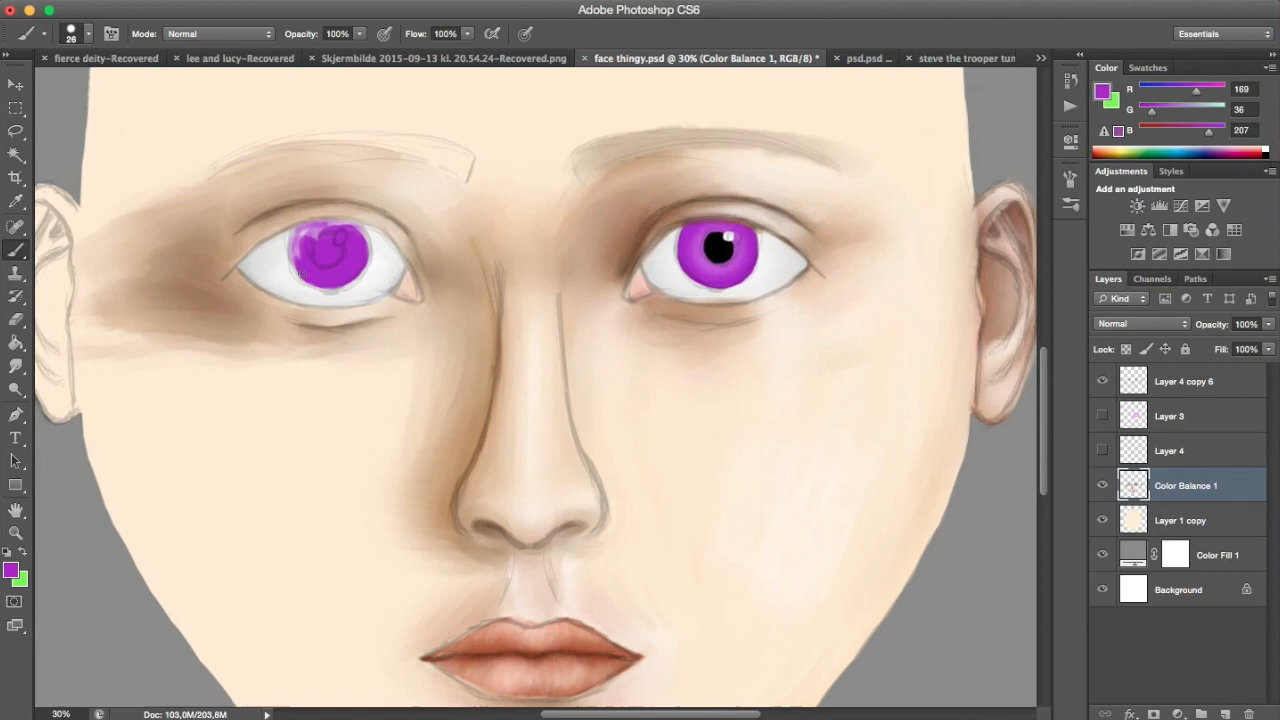 Adobe Photoshop CS6
26
Mode: Normal
Opacity: 100%
Flow: 100%
Essentials
fierce deity-Recovered
lee and lucy-Recovered
Skjermbilde 2015-09-13 kl. 20.54.24-Recovered.png
face thingy.psd @ 30% (Color Balance 1, RGB/8) *
psd.psd ...
steve the trooper tun
Color Swatches
R 169
G 36
B 207
Adjustments Styles
Add an adjustment
Layers Channels Paths
Kind
Normal Opacity: 100%
Lock: Fill: 100%
Layer 4 copy 6
Layer 3
Layer 4
Color Balance 1
Layer 1 copy
Color Fill 1
Background
30% Doc: 103,0M/203,8M